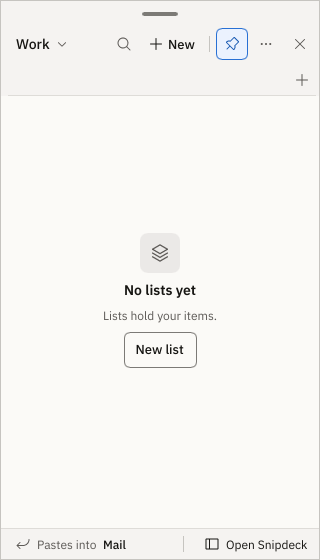 Work
New
No lists yet
Lists hold your items.
New list
Pastes into Mail
Open Snipdeck